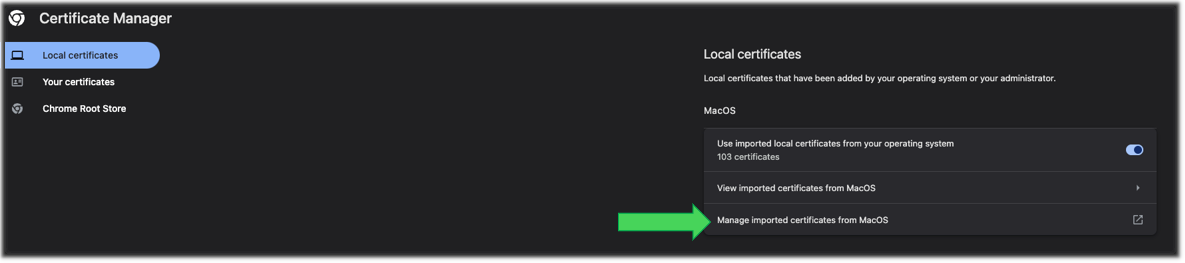 Certificate Manager
Local certificates
Your certificates
Chrome Root Store
Local certificates
Local certificates that have been added by your operating system or your administrator.
MacOS
Use imported local certificates from your operating system
103 certificates
View imported certificates from MacOS
Manage imported certificates from MacOS